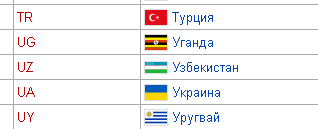 TR Турция
UG Уганда
UZ Узбекистан
UA Украина
UY Уругвай